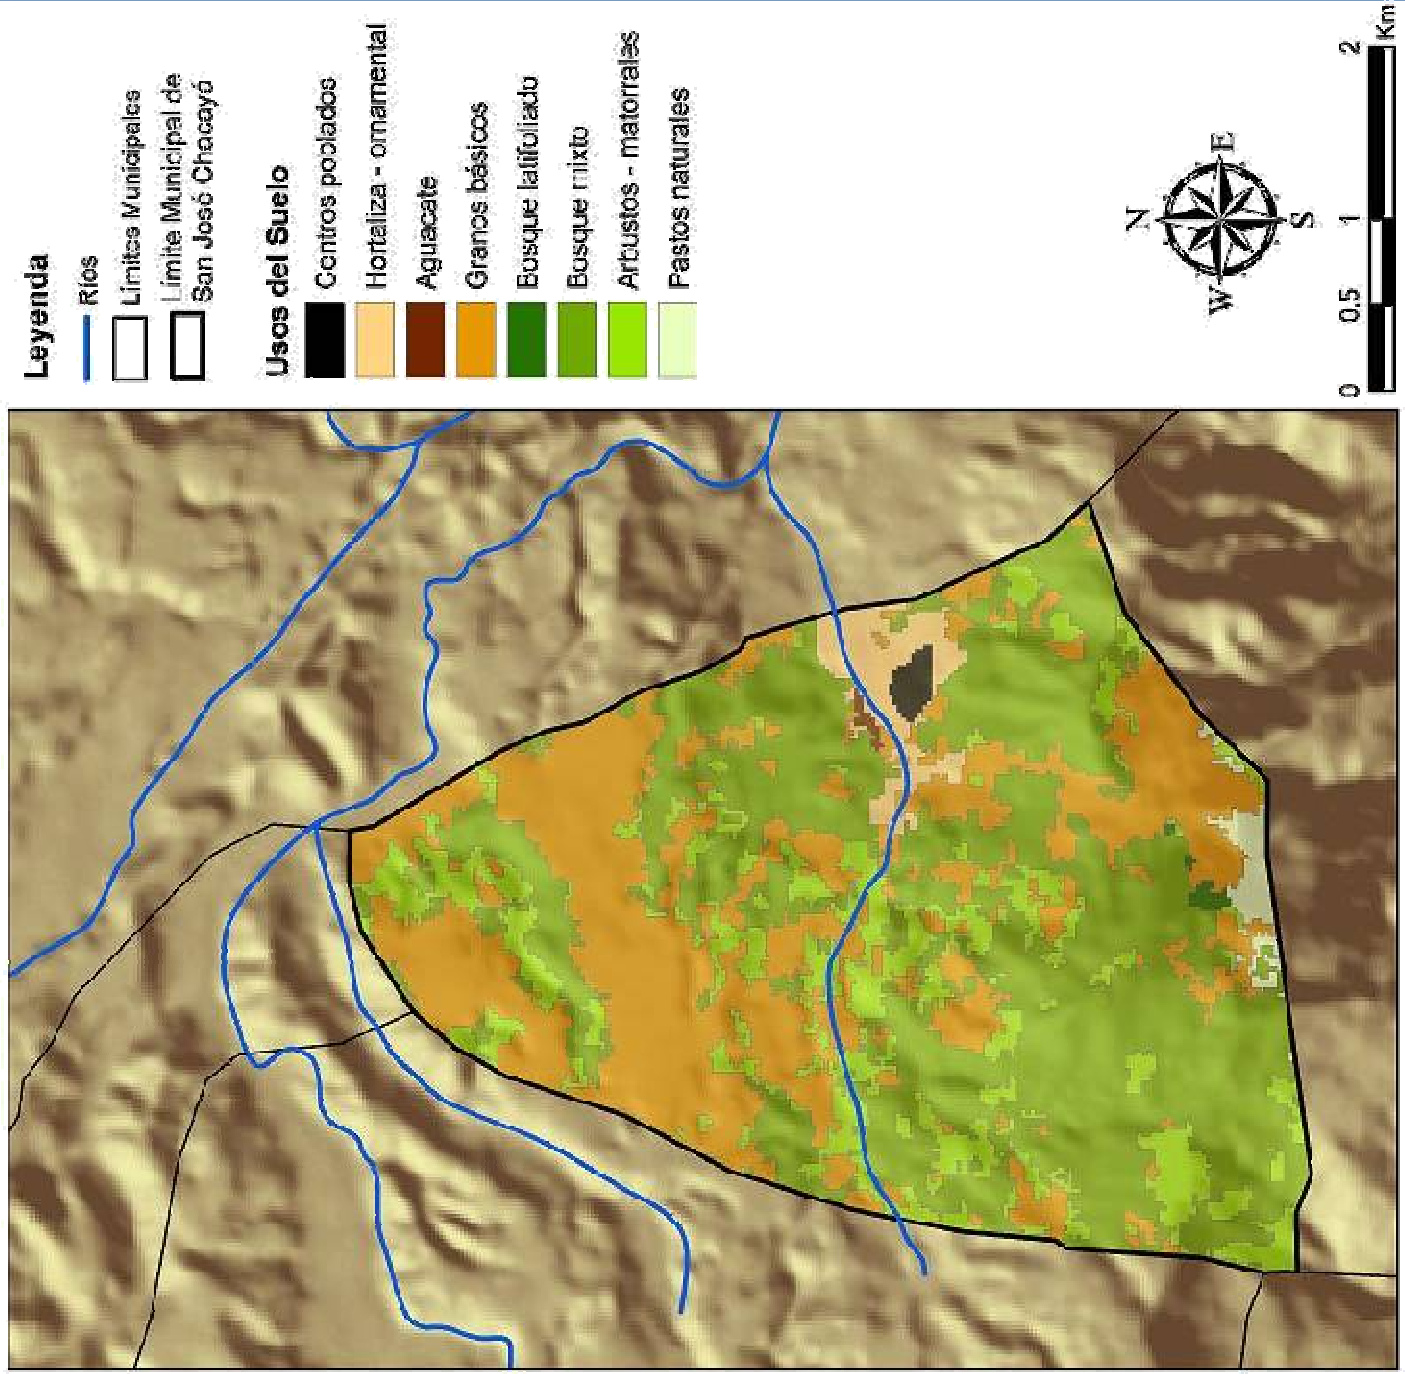 Leyenda
Ríos
Límites Municipales
Límite Municipal de
San José Chacayá
Usos del Suelo
Centros poblados
Hortaliza - ornamental
Aguacate
Granos básicos
Bosque latifoliado
Bosque mixto
Arbustos - matorrales
Pastos naturales
N
W
E
S
0
0.5
1
2
Km